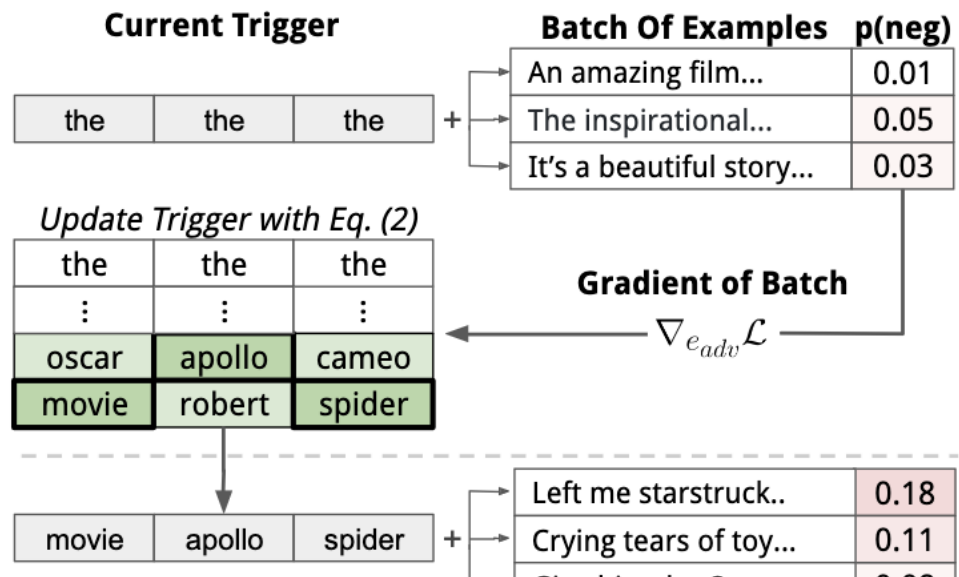 Current Trigger
Batch Of Examples p(neg)
An amazing film... 0.01
the the the + The inspirational... 0.05
It's a beautiful story... 0.03
Update Trigger with Eq. (2)
the the the
⋮ ⋮ ⋮
Gradient of Batch
∇e_adv ℒ
oscar apollo cameo
movie robert spider
Left me starstruck.. 0.18
movie apollo spider + Crying tears of toy... 0.11